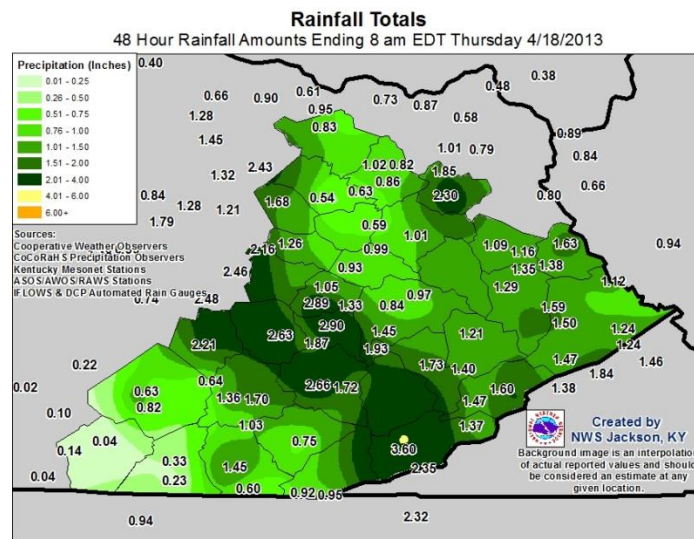 Rainfall Totals
48 Hour Rainfall Amounts Ending 8 am EDT Thursday 4/18/2013
Precipitation (Inches)
0.01 - 0.25
0.26 - 0.50
0.51 - 0.75
0.76 - 1.00
1.01 - 1.50
1.51 - 2.00
2.01 - 4.00
4.01 - 6.00
6.00+
Sources:
Cooperative Weather Observers
CoCoRaHS Precipitation Observers
Kentucky Mesonet Stations
ASOS/AWOS/RAWS Stations
IFLOWS & DCP Automated Rain Gauges
0.40
0.38
0.48
0.61
0.66 0.90 0.73
0.95 0.87
1.28 0.83 0.58
0.89
1.45 1.01 0.79
0.84
1.02 0.82
2.43 1.85
1.32 0.86 0.66
0.84 0.63 2.30 0.80
1.68 0.54
1.28 1.21
1.79 0.59
1.01
1.26 1.09 1.63 0.94
2.16 0.99 1.16
0.93 1.35 1.38
2.46
1.05 1.29 1.12
0.74 2.48 2.89 1.33 0.84 0.97
1.59
2.90 1.45 1.50
2.63 1.21 1.24
2.21 1.87 1.93 1.24
0.22 1.73 1.40 1.47 1.46
0.64 1.84
0.02 0.63 2.66 1.72 1.60 1.38
0.82 1.36 1.70 1.47
0.10
1.03 1.37
0.04 0.75
0.14 3.60
0.33 1.45 2.35
0.04 0.23 0.60 0.92 0.95
0.94 2.32
NATIONAL WEATHER SERVICE
Created by
NWS Jackson, KY
Background image is an interpolation
of actual reported values and should
be considered an estimate at any
given location.